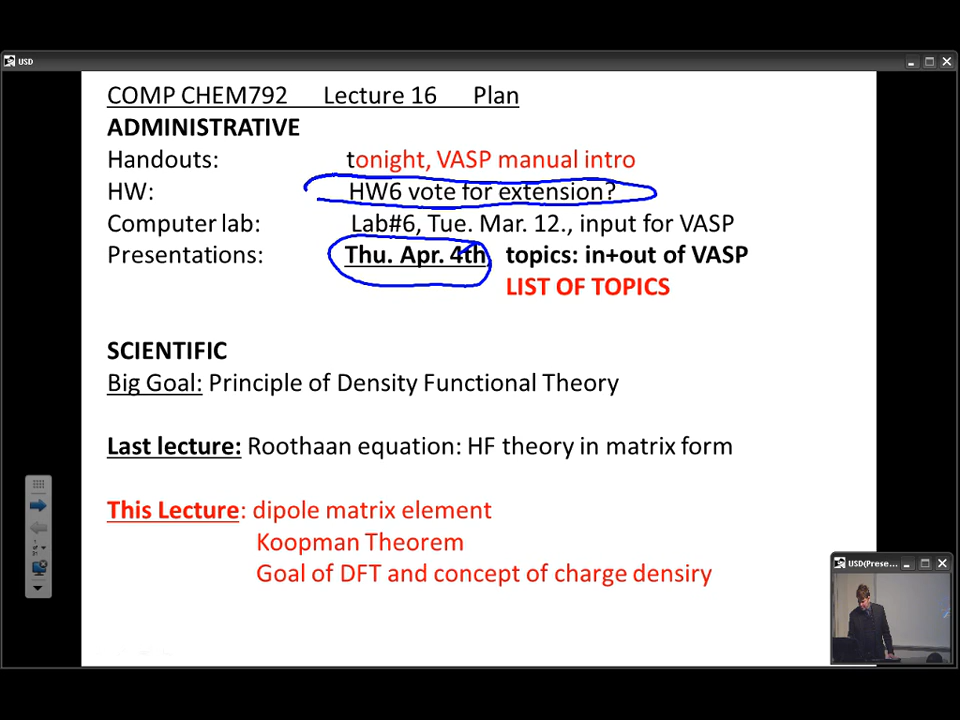 USD
COMP CHEM792 Lecture 16 Plan
ADMINISTRATIVE
Handouts: tonight, VASP manual intro
HW: HW6 vote for extension?
Computer lab: Lab#6, Tue. Mar. 12., input for VASP
Presentations: Thu. Apr. 4th, topics: in+out of VASP
LIST OF TOPICS
SCIENTIFIC
Big Goal: Principle of Density Functional Theory
Last lecture: Roothaan equation: HF theory in matrix form
This Lecture: dipole matrix element
Koopman Theorem
Goal of DFT and concept of charge densiry
USD(Prese...